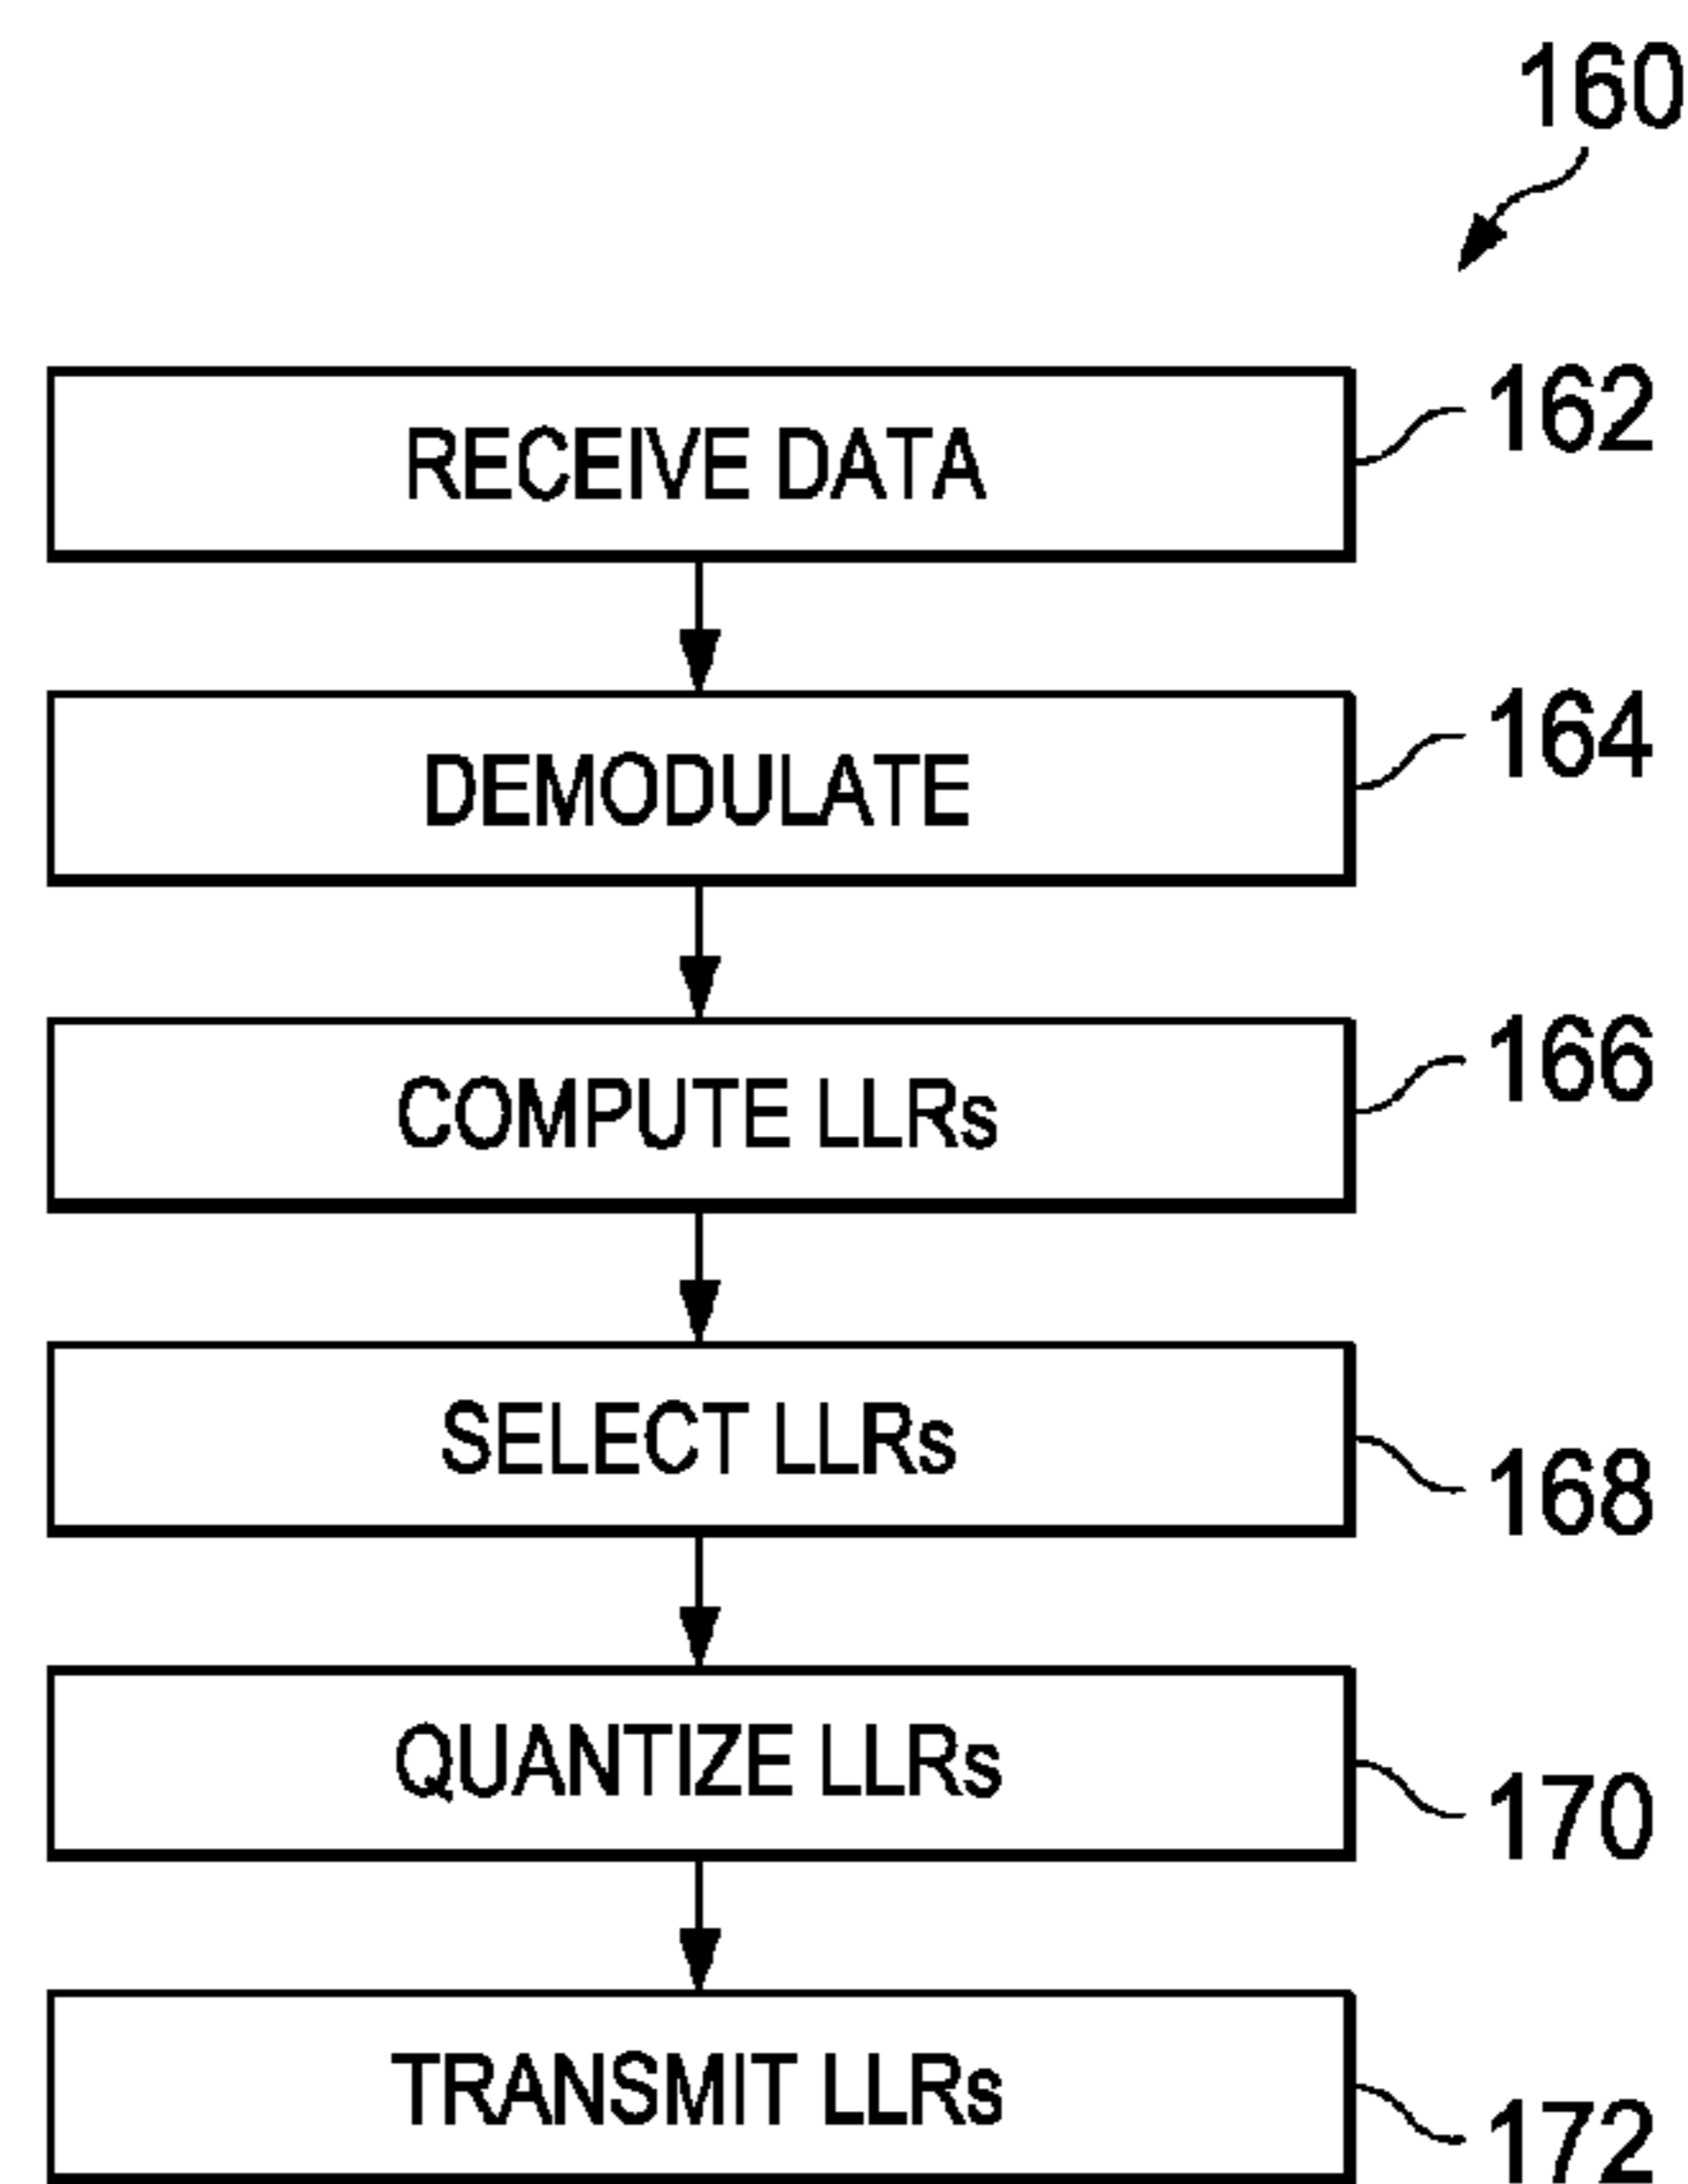 160
RECEIVE DATA
162
DEMODULATE
164
COMPUTE LLRs
166
SELECT LLRs
168
QUANTIZE LLRs
170
TRANSMIT LLRs
172